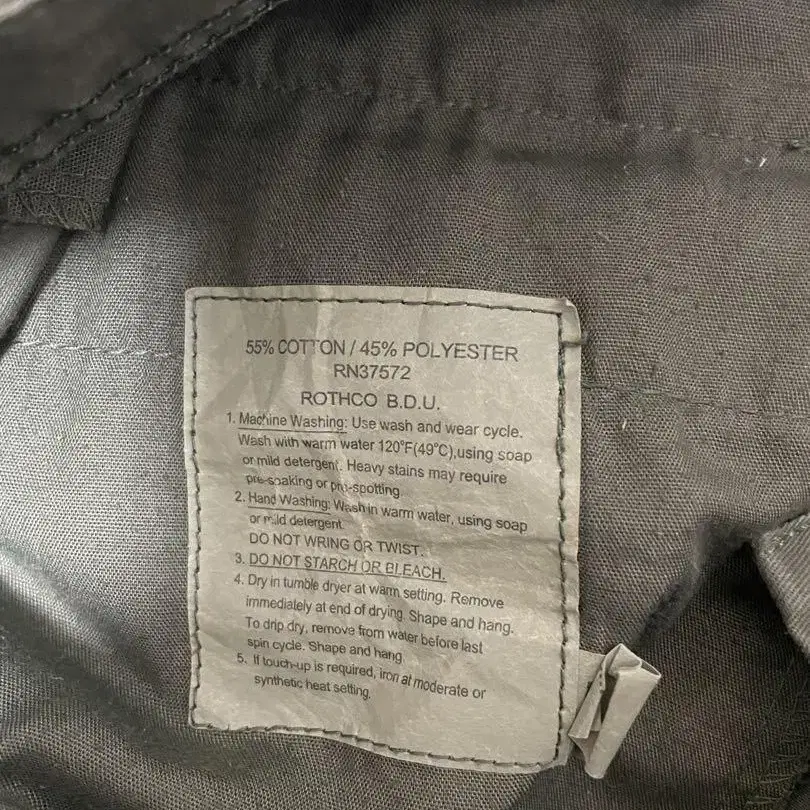 55% COTTON / 45% POLYESTER
RN37572
ROTHCO B.D.U.
1. Machine Washing: Use wash and wear cycle.
Wash with warm water 120°F(49°C),using soap
or mild detergent. Heavy stains may require
pre-soaking or pre-spotting.
2. Hand Washing: Wash in warm water, using soap
or mild detergent.
DO NOT WRING OR TWIST.
3. DO NOT STARCH OR BLEACH.
4. Dry in tumble dryer at warm setting. Remove
immedialely at end of drying. Shape and hang.
To drip dry, remove from water before last
spin cycle. Shape and hang.
5. If touch-up is required, iron at moderate or
synthetic heat setting.